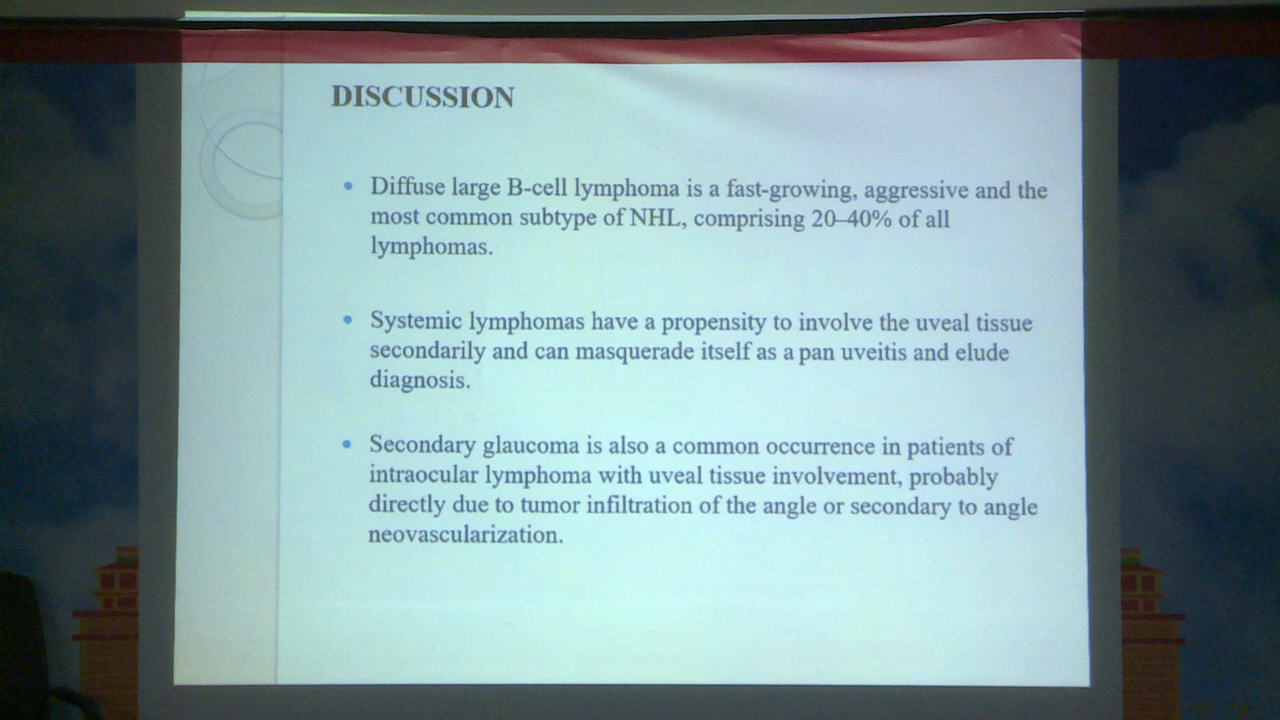 DISCUSSION
• Diffuse large B-cell lymphoma is a fast-growing, aggressive and the
most common subtype of NHL, comprising 20–40% of all
lymphomas.
• Systemic lymphomas have a propensity to involve the uveal tissue
secondarily and can masquerade itself as a pan uveitis and elude
diagnosis.
• Secondary glaucoma is also a common occurrence in patients of
intraocular lymphoma with uveal tissue involvement, probably
directly due to tumor infiltration of the angle or secondary to angle
neovascularization.